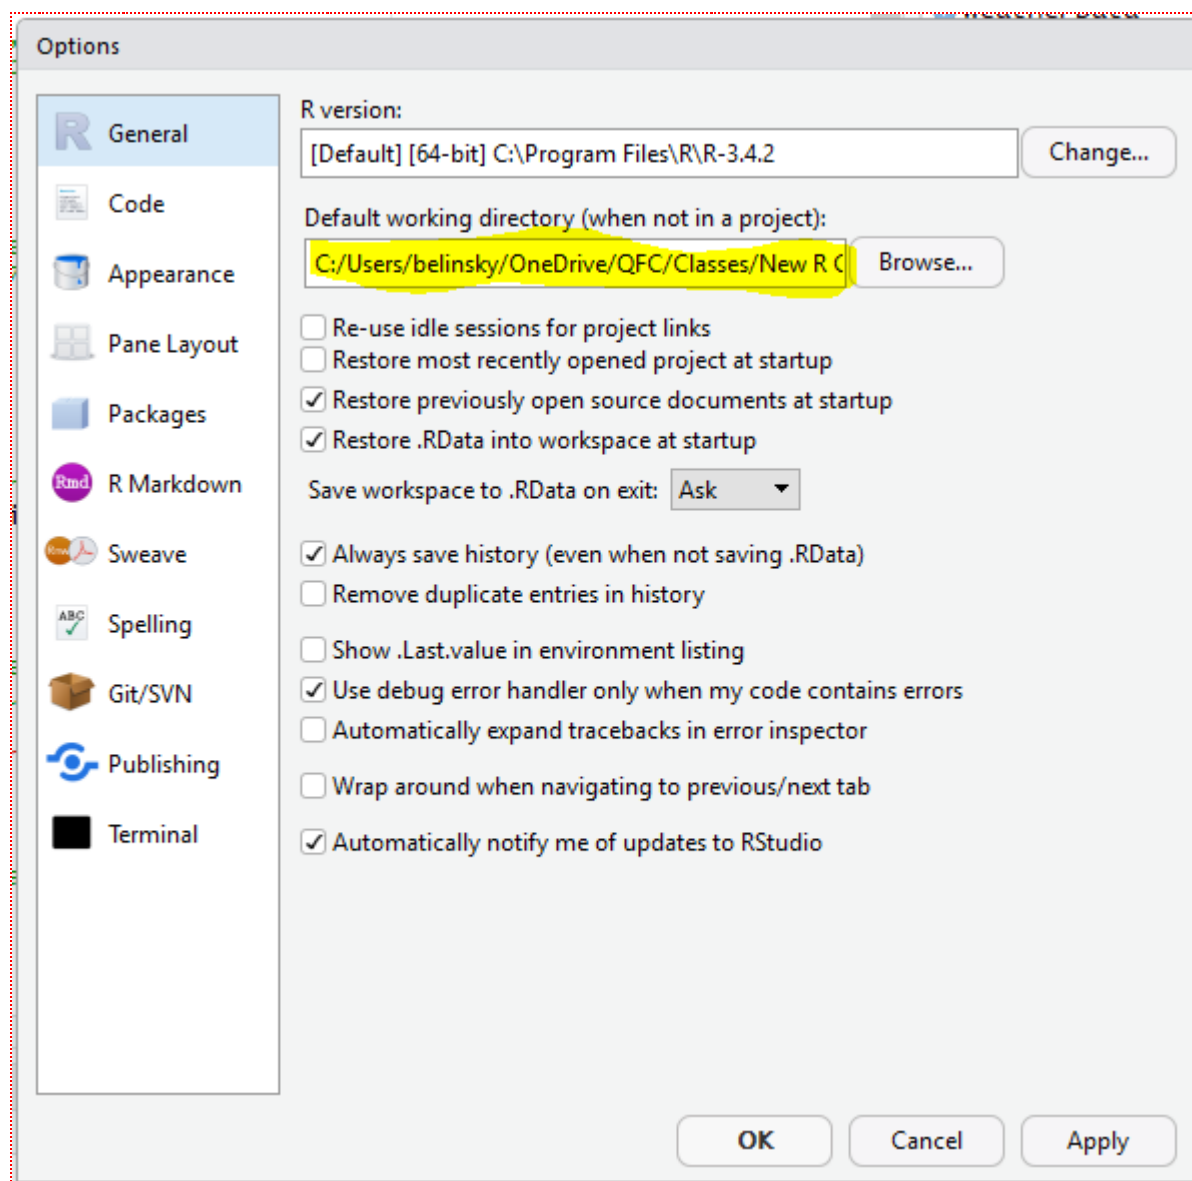 Options
General
Code
Appearance
Pane Layout
Packages
Rmd
R Markdown
Sweave
ABC
Spelling
Git/SVN
Publishing
Terminal
R version:
[Default] [64-bit] C:\Program Files\R\R-3.4.2
Change...
Default working directory (when not in a project):
C:/Users/belinsky/OneDrive/QFC/Classes/New R C
Browse...
Re-use idle sessions for project links
Restore most recently opened project at startup
Restore previously open source documents at startup
Restore .RData into workspace at startup
Save workspace to .RData on exit: Ask
Always save history (even when not saving .RData)
Remove duplicate entries in history
Show .Last.value in environment listing
Use debug error handler only when my code contains errors
Automatically expand tracebacks in error inspector
Wrap around when navigating to previous/next tab
Automatically notify me of updates to RStudio
OK
Cancel
Apply